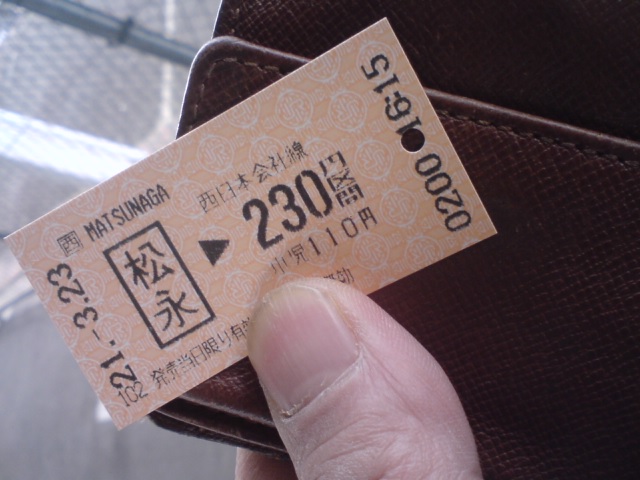 西 MATSUNAGA
西日本会社線
松永▶230円区間
小児110円
21.-3.23
102 発売当日限り有効
0200 16:15